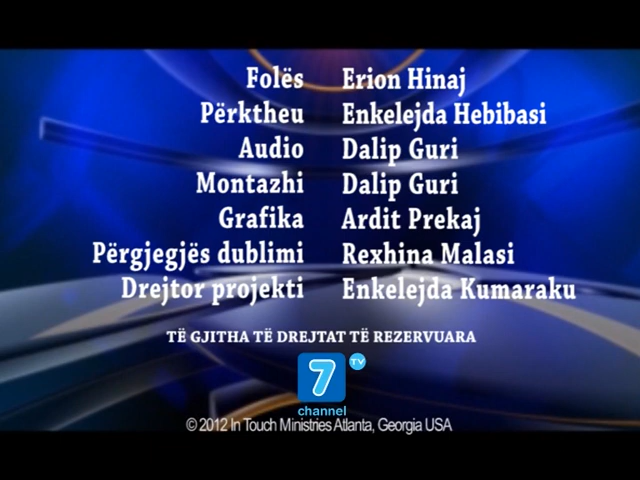 Folës Erion Hinaj
Përktheu Enkelejda Hebibasi
Audio Dalip Guri
Montazhi Dalip Guri
Grafika Ardit Prekaj
Përgjegjës dublimi Rexhina Malasi
Drejtor projekti Enkelejda Kumaraku
TË GJITHA TË DREJTAT TË REZERVUARA
7 TV
channel
© 2012 In Touch Ministries Atlanta, Georgia USA